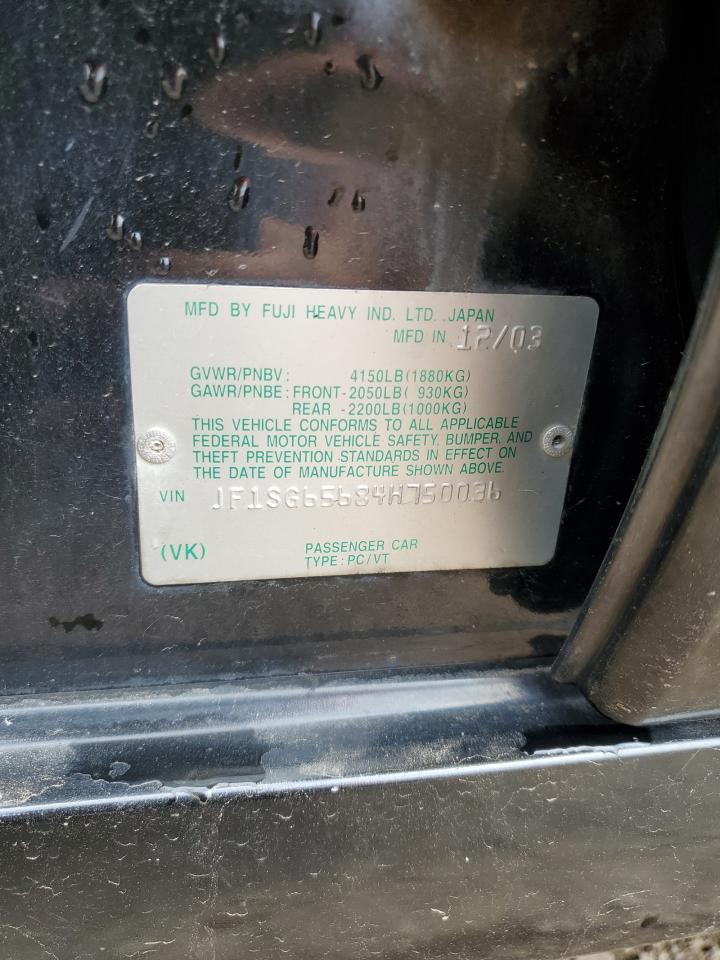 MFD BY FUJI HEAVY IND. LTD. JAPAN
MFD IN 12/03
GVWR/PNBV: 4150LB(1880KG)
GAWR/PNBE: FRONT-2050LB( 930KG)
REAR -2200LB(1000KG)
THIS VEHICLE CONFORMS TO ALL APPLICABLE
FEDERAL MOTOR VEHICLE SAFETY, BUMPER, AND
THEFT PREVENTION STANDARDS IN EFFECT ON
THE DATE OF MANUFACTURE SHOWN ABOVE.
VIN JF1SG65684H750036
(VK) PASSENGER CAR
TYPE:PC/VT